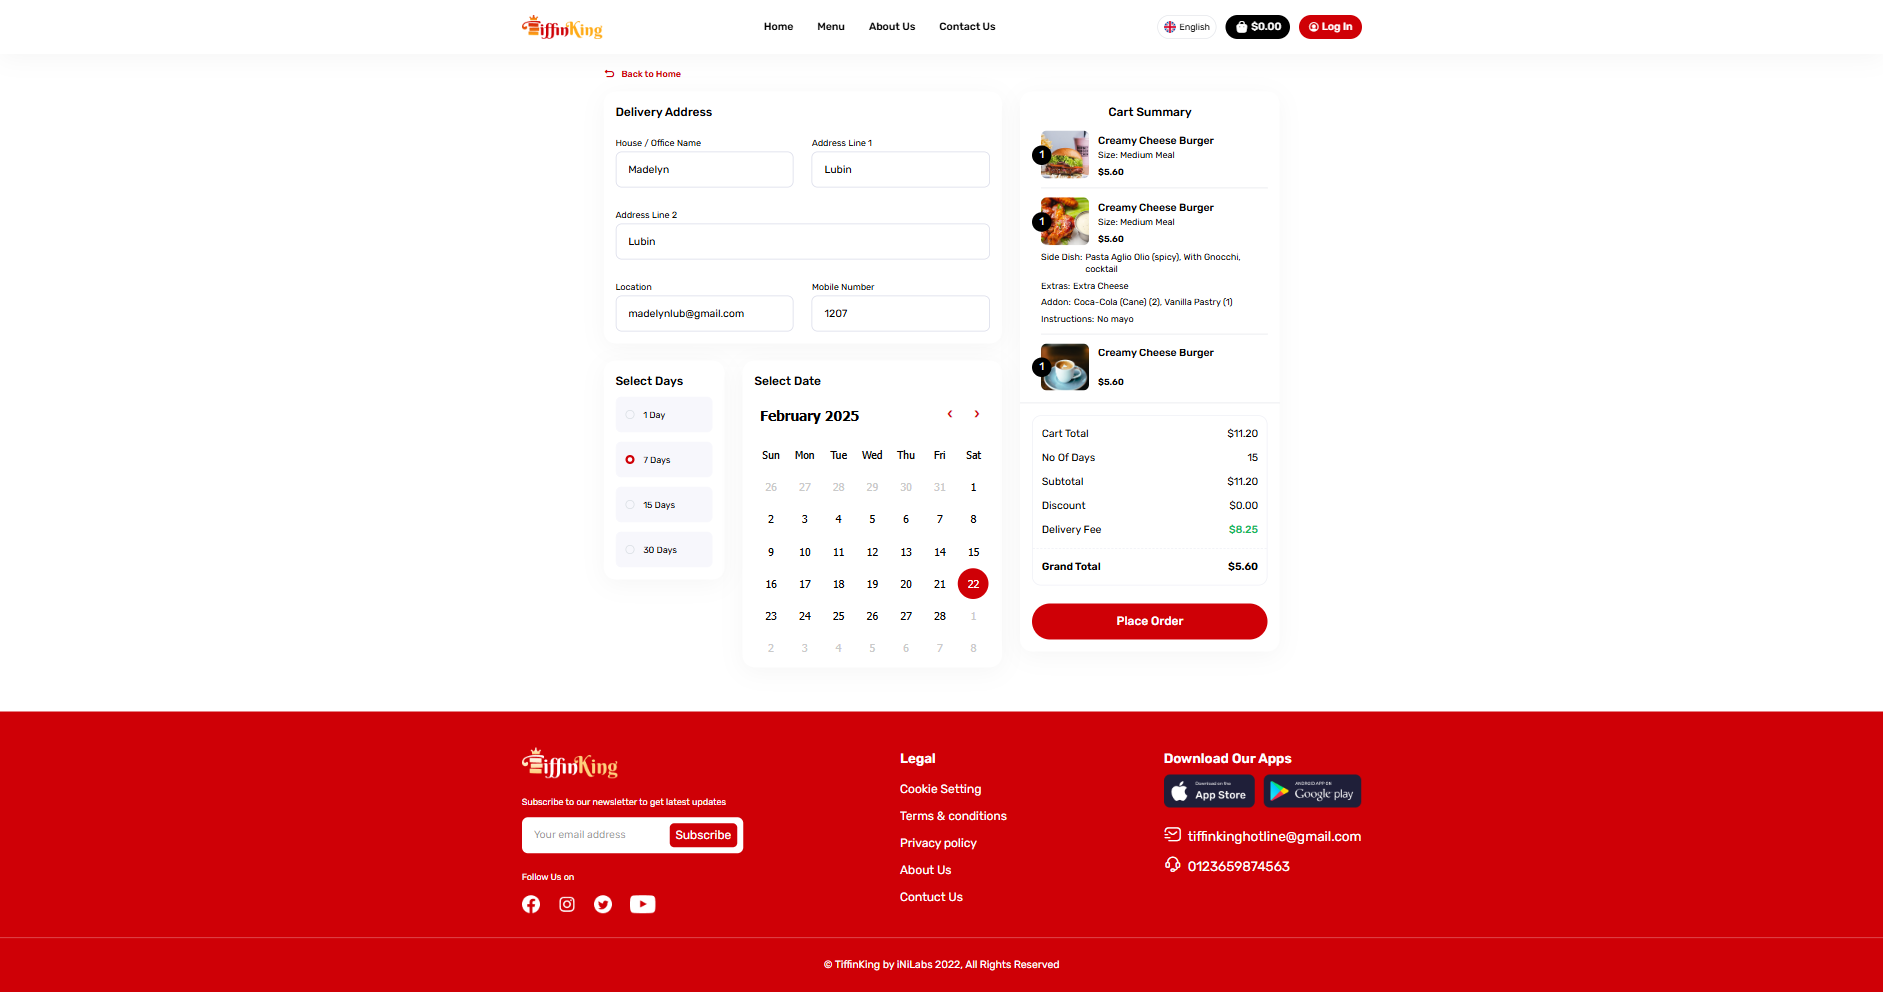 TiffinKing
Home
Menu
About Us
Contact Us
English
$0.00
Log In
Back to Home
Delivery Address
House / Office Name
Address Line 1
Madelyn
Lubin
Address Line 2
Lubin
Location
Mobile Number
madelynlub@gmail.com
1207
Select Days
1 Day
7 Days
15 Days
30 Days
Select Date
February 2025
Sun Mon Tue Wed Thu Fri Sat
26 27 28 29 30 31 1
2 3 4 5 6 7 8
9 10 11 12 13 14 15
16 17 18 19 20 21 22
23 24 25 26 27 28 1
2 3 4 5 6 7 8
Cart Summary
1
Creamy Cheese Burger
Size: Medium Meal
$5.60
1
Creamy Cheese Burger
Size: Medium Meal
$5.60
Side Dish: Pasta Aglio Olio (spicy), With Gnocchi,
cocktail
Extras: Extra Cheese
Addon: Coca-Cola (Cane) (2), Vanilla Pastry (1)
Instructions: No mayo
1
Creamy Cheese Burger
$5.60
Cart Total $11.20
No Of Days 15
Subtotal $11.20
Discount $0.00
Delivery Fee $8.25
Grand Total $5.60
Place Order
TiffinKing
Subscribe to our newsletter to get latest updates
Your email address
Subscribe
Follow Us on
Legal
Cookie Setting
Terms & conditions
Privacy policy
About Us
Contuct Us
Download Our Apps
Download on the
App Store
ANDROID APP ON
Google play
tiffinkinghotline@gmail.com
0123659874563
© TiffinKing by iNiLabs 2022, All Rights Reserved